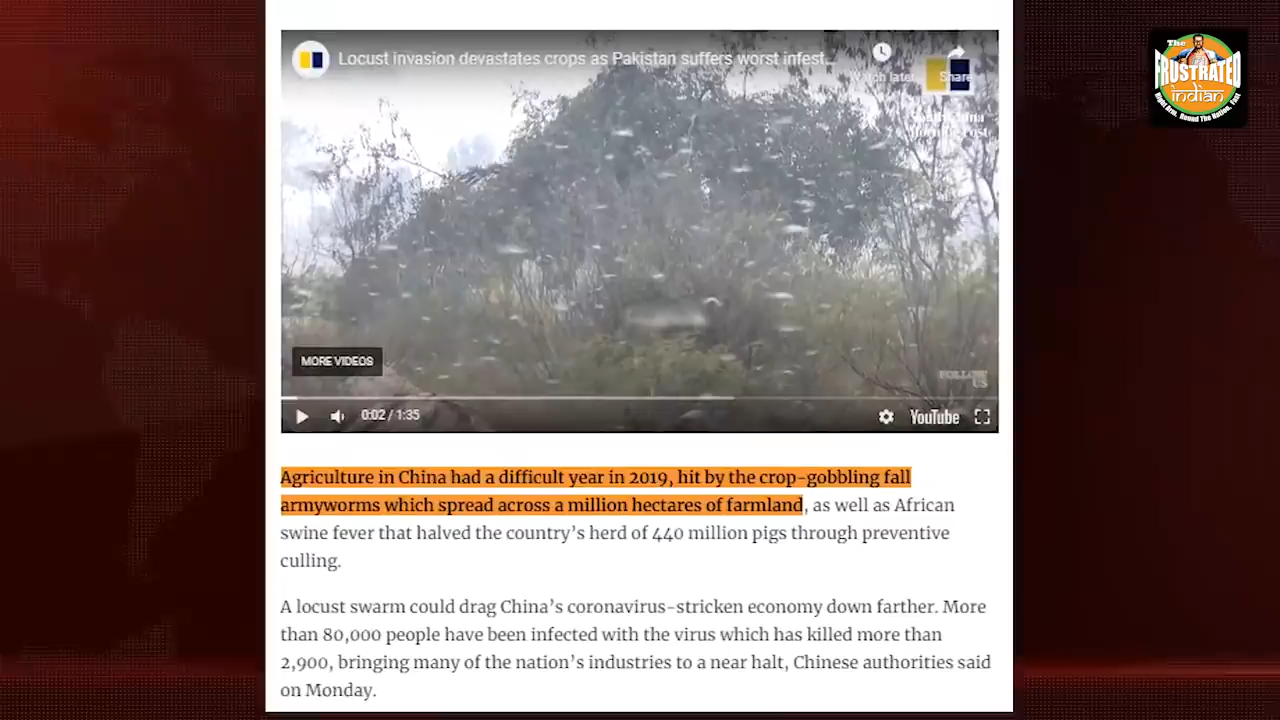 Locust invasion devastates crops as Pakistan suffers worst infest...
Watch later
Share
The
FRUSTRATED
indian
MORE VIDEOS
FOLLOW
US
0:02 / 1:35
YouTube
Agriculture in China had a difficult year in 2019, hit by the crop-gobbling fall
armyworms which spread across a million hectares of farmland, as well as African
swine fever that halved the country’s herd of 440 million pigs through preventive
culling.
A locust swarm could drag China’s coronavirus-stricken economy down farther. More
than 80,000 people have been infected with the virus which has killed more than
2,900, bringing many of the nation’s industries to a near halt, Chinese authorities said
on Monday.